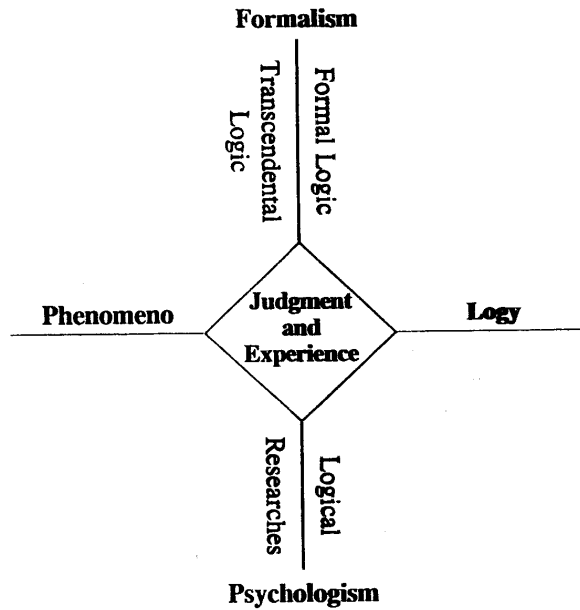 Formalism
Transcendental
Logic
Formal Logic
Phenomeno
Judgment
and
Experience
Logy
Researches
Logical
Psychologism